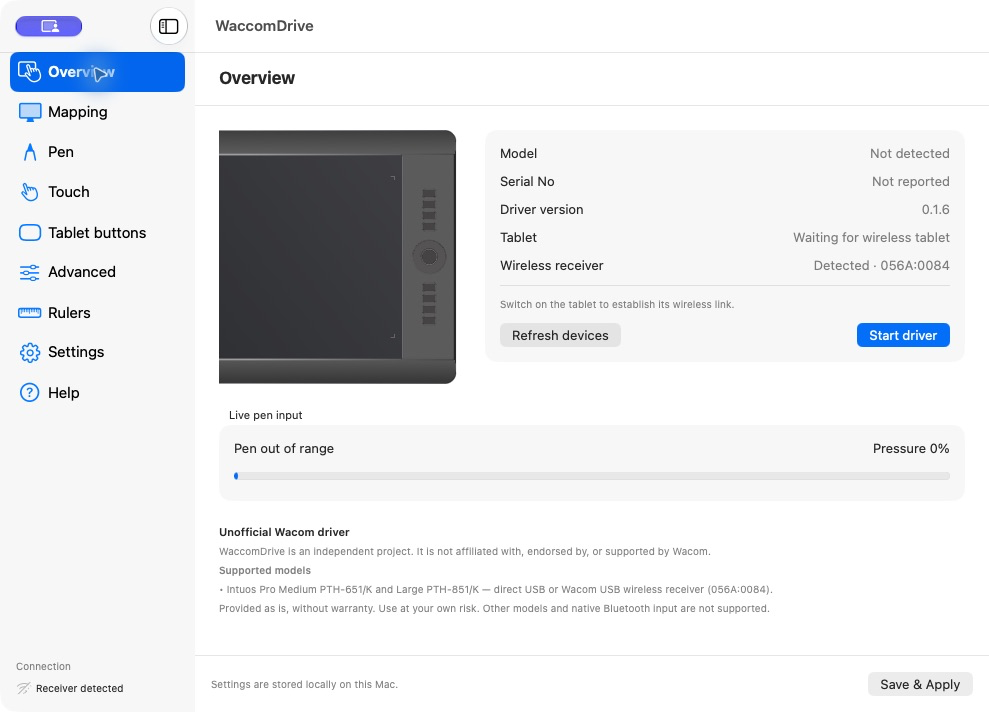 WaccomDrive
Overview
Mapping
Pen
Touch
Tablet buttons
Advanced
Rulers
Settings
Help
Connection
Receiver detected
Overview
Model Not detected
Serial No Not reported
Driver version 0.1.6
Tablet Waiting for wireless tablet
Wireless receiver Detected · 056A:0084
Switch on the tablet to establish its wireless link.
Refresh devices Start driver
Live pen input
Pen out of range Pressure 0%
Unofficial Wacom driver
WaccomDrive is an independent project. It is not affiliated with, endorsed by, or supported by Wacom.
Supported models
• Intuos Pro Medium PTH-651/K and Large PTH-851/K — direct USB or Wacom USB wireless receiver (056A:0084).
Provided as is, without warranty. Use at your own risk. Other models and native Bluetooth input are not supported.
Settings are stored locally on this Mac. Save & Apply